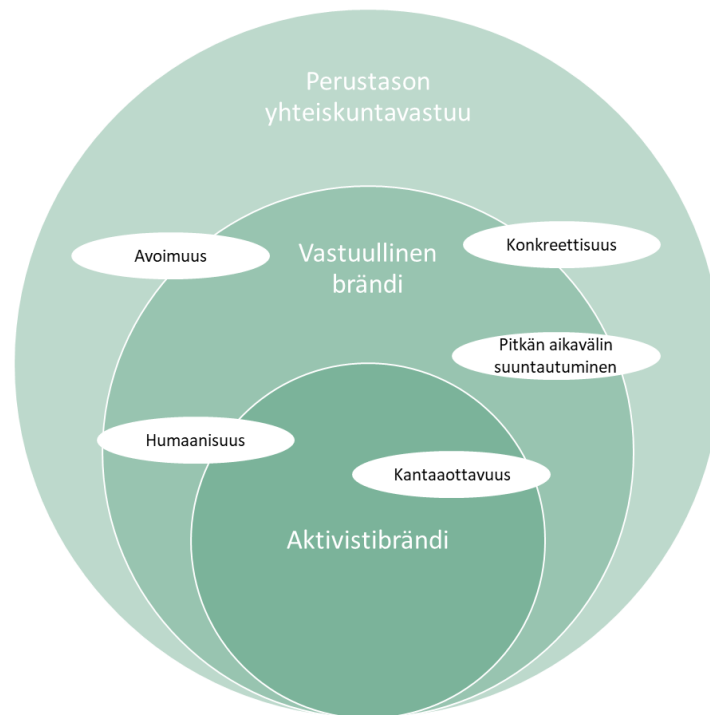 Perustason
yhteiskuntavastuu
Avoimuus
Vastuullinen
brändi
Konkreettisuus
Pitkän aikavälin
suuntautuminen
Humaanisuus
Kantaaottavuus
Aktivistibrändi